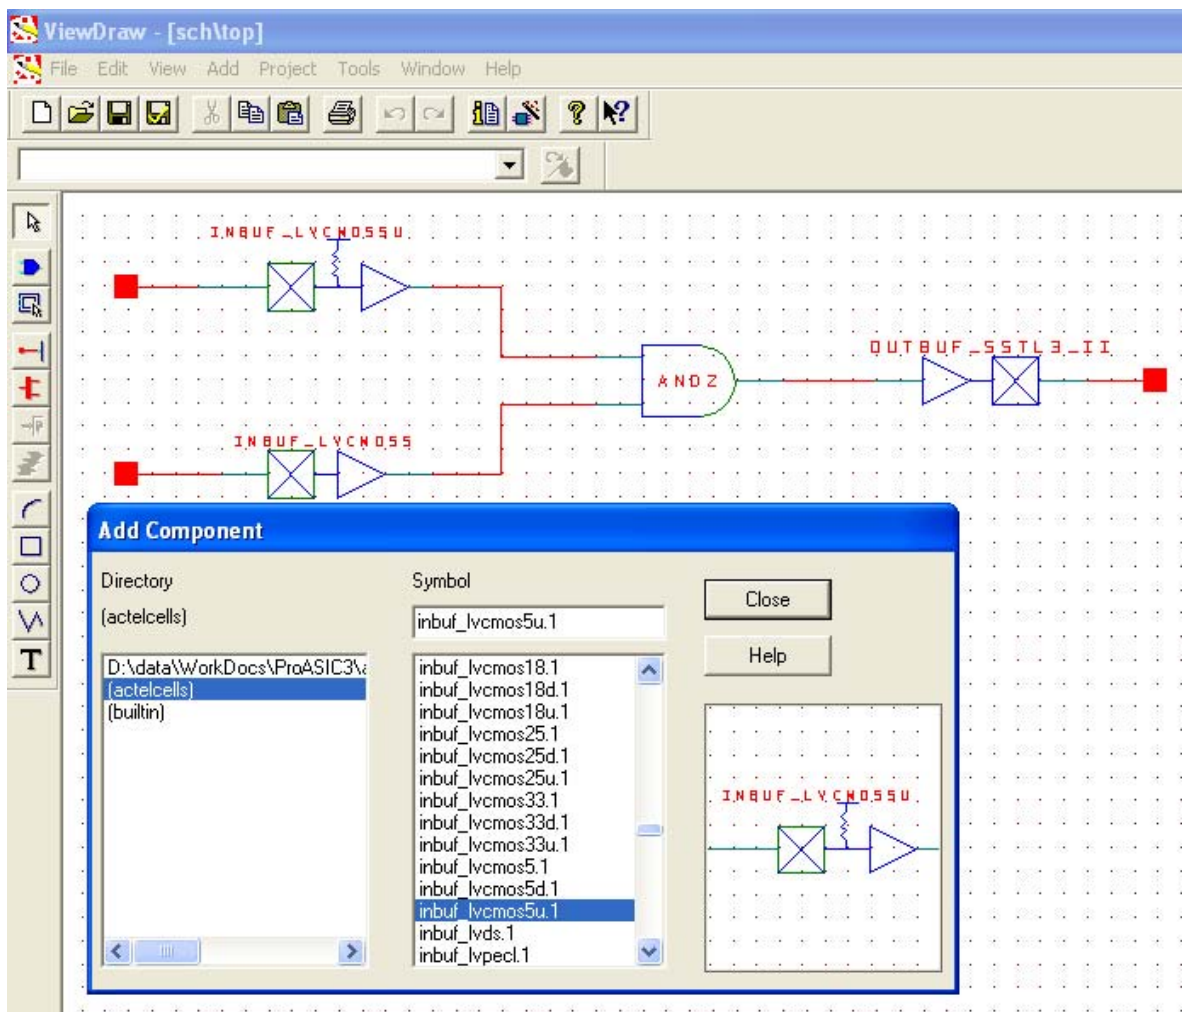 ViewDraw - [sch\top]
File Edit View Add Project Tools Window Help
INBUF_LVCMOS5U
OUTBUF_SSTL3_II
AND2
INBUF_LVCMOS5
Add Component
Directory
Symbol
Close
(actelcells)
inbuf_lvcmos5u.1
Help
D:\data\WorkDocs\ProASIC3\a
(actelcells)
(builtin)
inbuf_lvcmos18.1
inbuf_lvcmos18d.1
inbuf_lvcmos18u.1
inbuf_lvcmos25.1
inbuf_lvcmos25d.1
inbuf_lvcmos25u.1
inbuf_lvcmos33.1
inbuf_lvcmos33d.1
inbuf_lvcmos33u.1
inbuf_lvcmos5.1
inbuf_lvcmos5d.1
inbuf_lvcmos5u.1
inbuf_lvds.1
inbuf_lvpecl.1
INBUF_LVCMOS5U
T